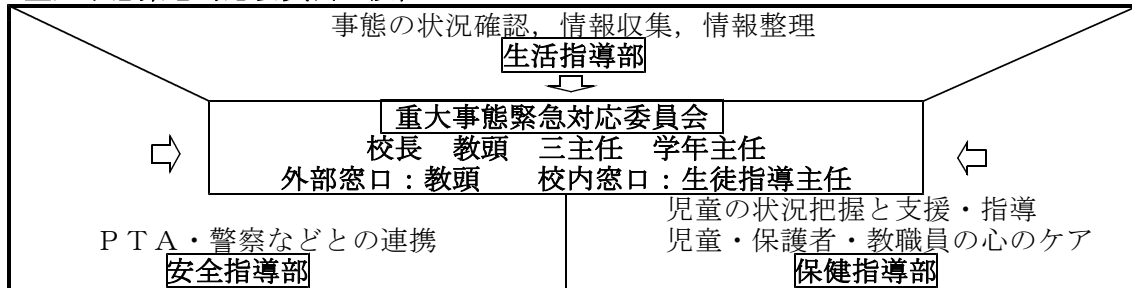 事態の状況確認，情報収集，情報整理
生活指導部
重大事態緊急対応委員会
校長　教頭　三主任　学年主任
外部窓口：教頭　　校内窓口：生徒指導主任
ＰＴＡ・警察などとの連携
安全指導部
児童の状況把握と支援・指導
児童・保護者・教職員の心のケア
保健指導部